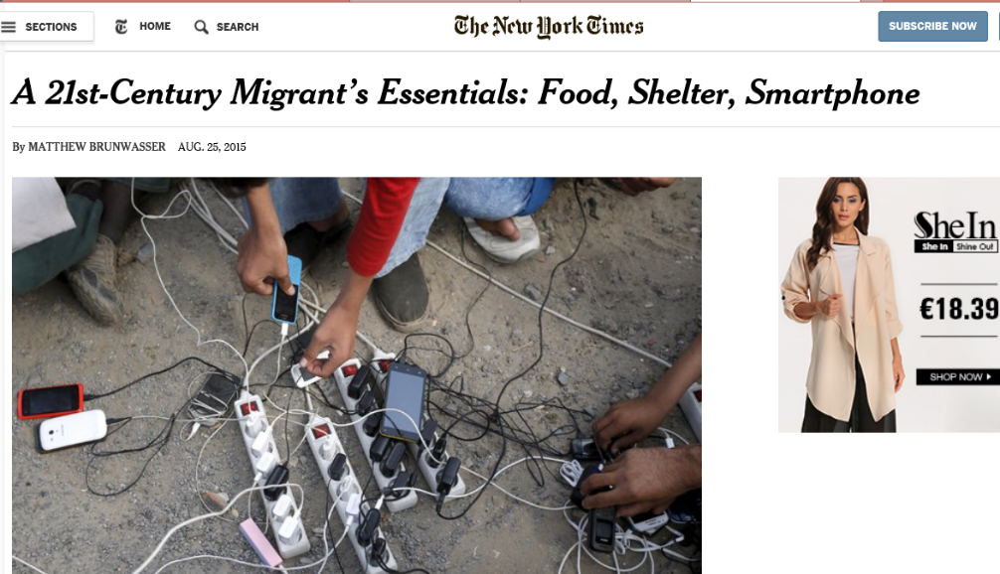 SECTIONS HOME SEARCH The New York Times SUBSCRIBE NOW
A 21st-Century Migrant's Essentials: Food, Shelter, Smartphone
By MATTHEW BRUNWASSER AUG. 25, 2015
SheIn
She In Shine Out
€18.39
SHOP NOW